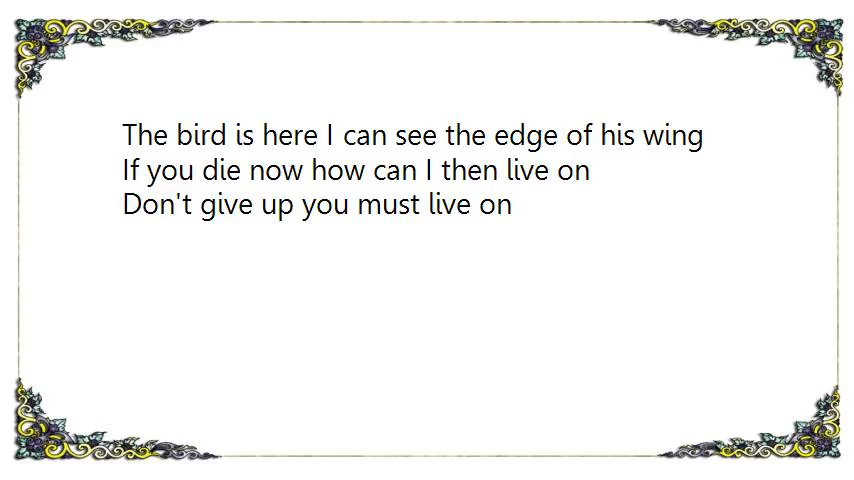 The bird is here I can see the edge of his wing
If you die now how can I then live on
Don't give up you must live on